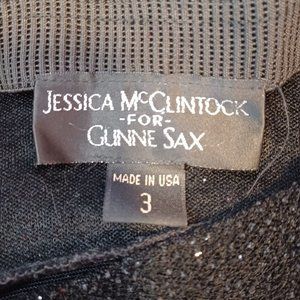 JESSICA McCLINTOCK
-FOR-
GUNNE SAX
MADE IN USA
3